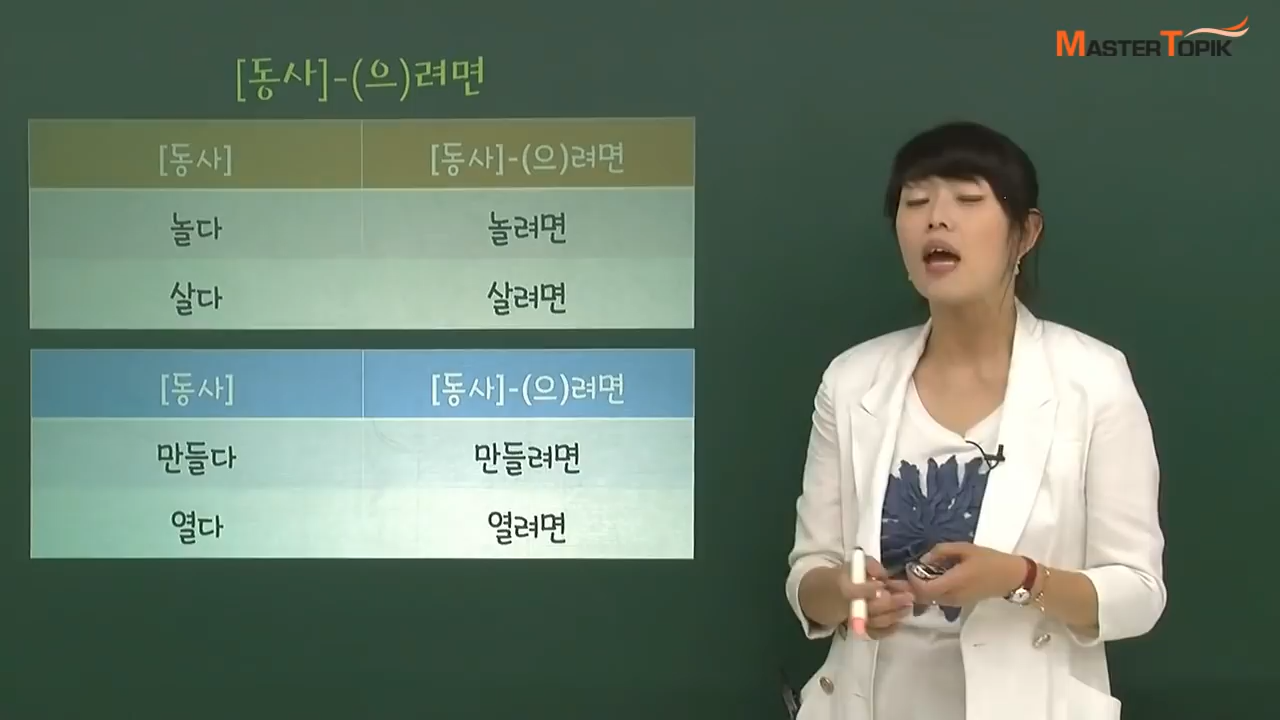 MASTERTOPIK
[동사]-(으)려면
[동사] [동사]-(으)려면
놀다 놀려면
살다 살려면
[동사] [동사]-(으)려면
만들다 만들려면
열다 열려면